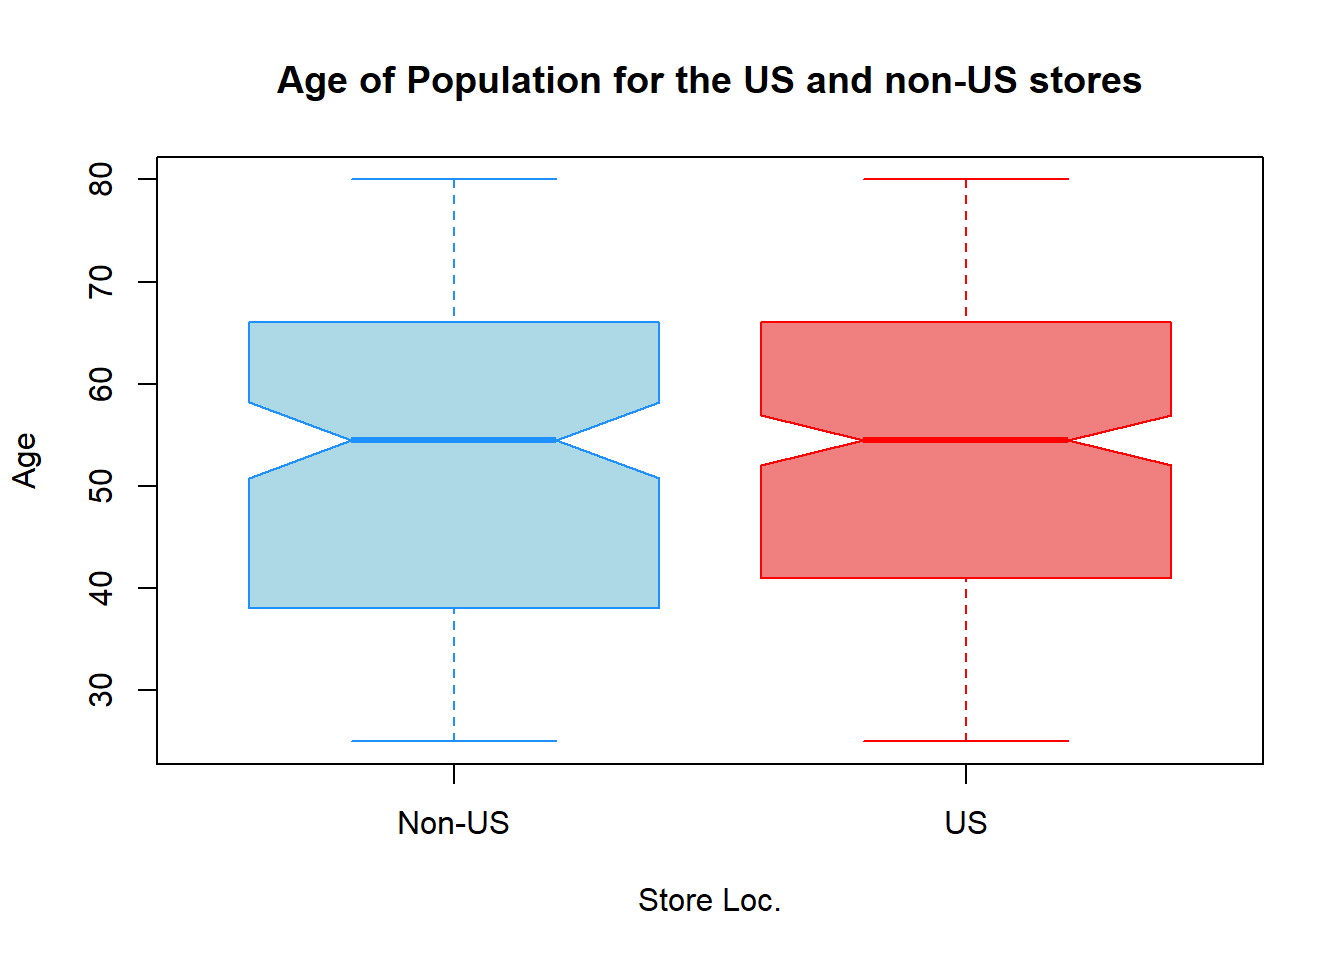 Age of Population for the US and non-US stores
Age
80
70
60
50
40
30
Non-US
US
Store Loc.